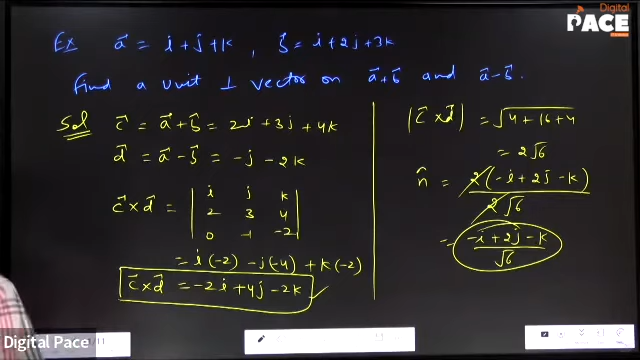 Digital
PACE
Ex a⃗ = i + j + k , b⃗ = i + 2j + 3k
Find a unit ⊥ vector on a⃗+b⃗ and a⃗-b⃗.
Sol c⃗ = a⃗ + b⃗ = 2i + 3j + 4k
d⃗ = a⃗ - b⃗ = -j - 2k
c⃗ × d⃗ = | i j k |
| 2 3 4 |
| 0 -1 -2 |
= i(-2) - j(-4) + k(-2)
c⃗ × d⃗ = -2i + 4j - 2k
|c⃗ × d⃗| = √4 + 16 + 4
= 2√6
n̂ = 2(-i + 2j - k)
2√6
= -i + 2j - k
√6
Digital Pace